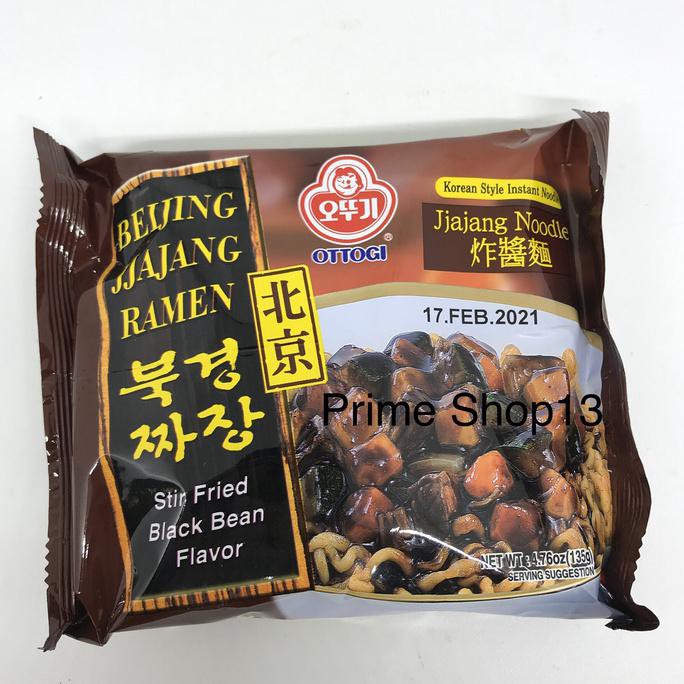 BEIJING
JJAJANG
RAMEN
북경
짜장
北京
Stir Fried
Black Bean
Flavor
오뚜기
®
OTTOGI
Korean Style Instant Noodle
Jjajang Noodle
炸醬麵
17.FEB.2021
Prime Shop13
NET WT : 4.76oz(135g)
SERVING SUGGESTION